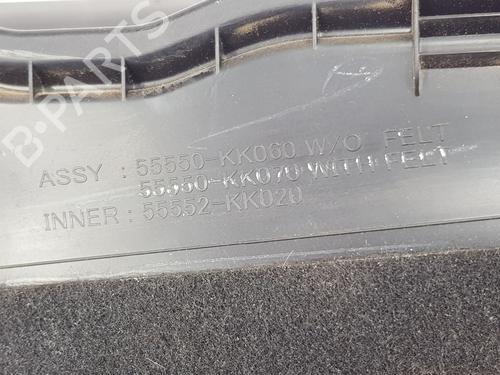 B-PARTS
ASSY : 55550-KK060 W/O FELT
55550-KK070 WITH FELT
INNER : 55552-KK020